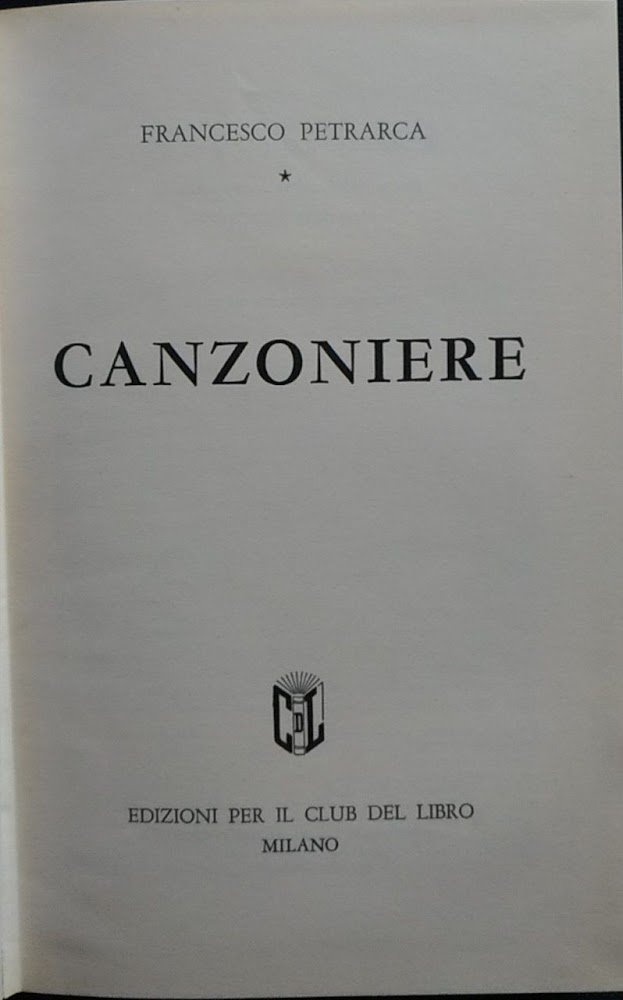 FRANCESCO PETRARCA
★
CANZONIERE
CDL
EDIZIONI PER IL CLUB DEL LIBRO
MILANO